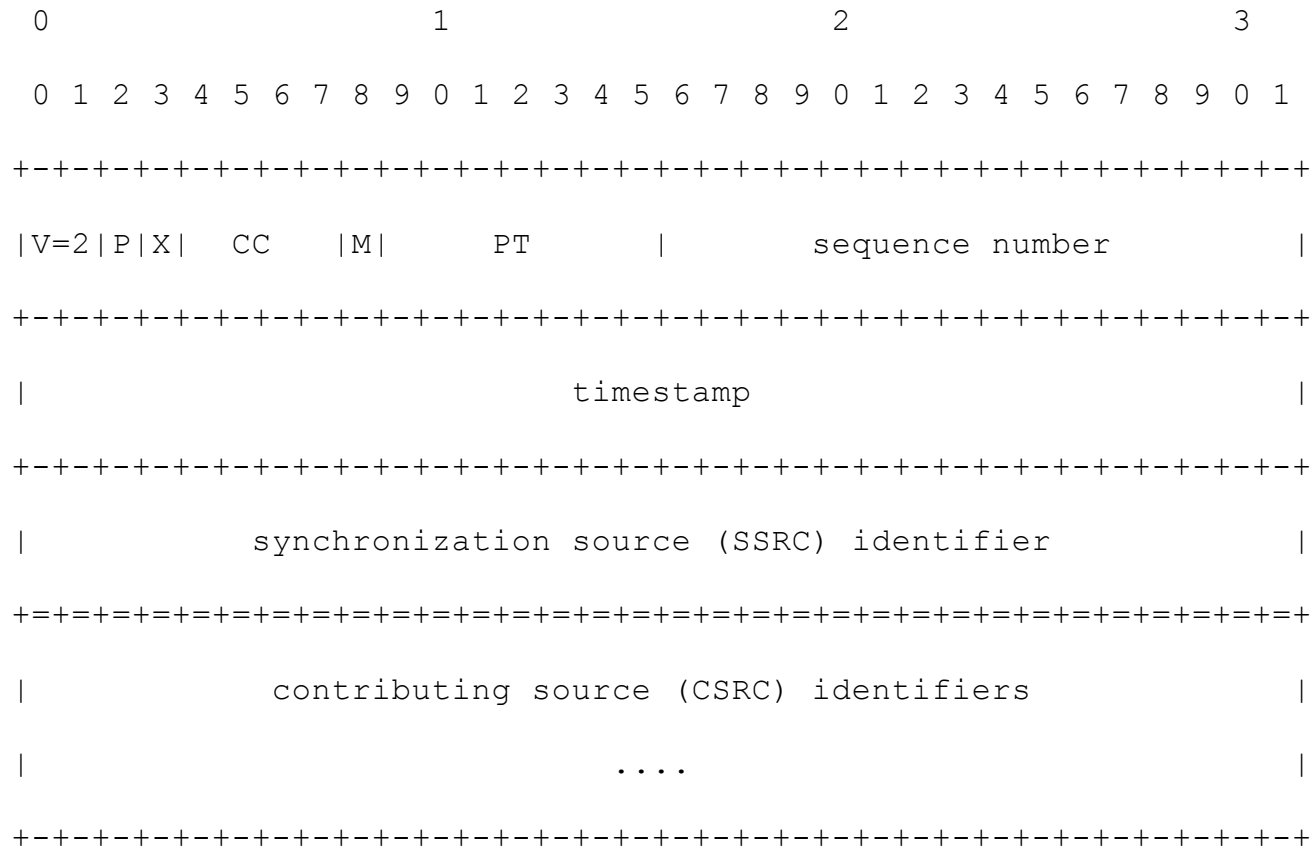 0                   1                   2                   3
 0 1 2 3 4 5 6 7 8 9 0 1 2 3 4 5 6 7 8 9 0 1 2 3 4 5 6 7 8 9 0 1
+-+-+-+-+-+-+-+-+-+-+-+-+-+-+-+-+-+-+-+-+-+-+-+-+-+-+-+-+-+-+-+-+
|V=2|P|X|  CC   |M|     PT      |       sequence number         |
+-+-+-+-+-+-+-+-+-+-+-+-+-+-+-+-+-+-+-+-+-+-+-+-+-+-+-+-+-+-+-+-+
|                           timestamp                           |
+-+-+-+-+-+-+-+-+-+-+-+-+-+-+-+-+-+-+-+-+-+-+-+-+-+-+-+-+-+-+-+-+
|           synchronization source (SSRC) identifier            |
+=+=+=+=+=+=+=+=+=+=+=+=+=+=+=+=+=+=+=+=+=+=+=+=+=+=+=+=+=+=+=+=+
|            contributing source (CSRC) identifiers             |
|                             ....                              |
+-+-+-+-+-+-+-+-+-+-+-+-+-+-+-+-+-+-+-+-+-+-+-+-+-+-+-+-+-+-+-+-+